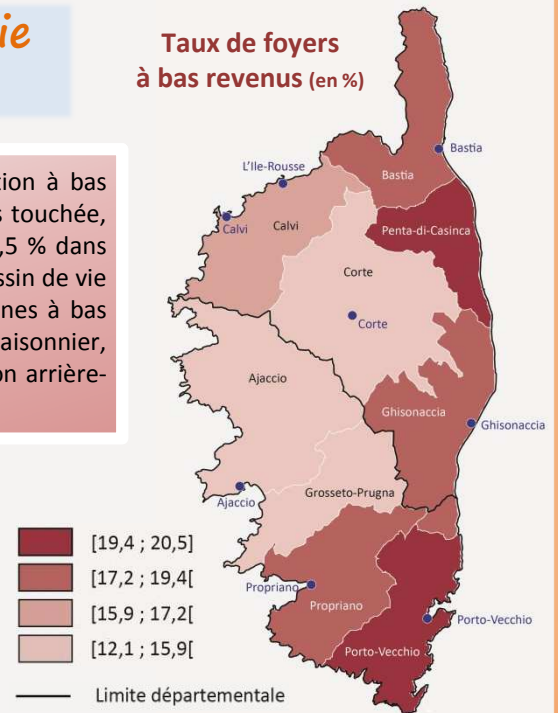 ie
Taux de foyers
à bas revenus (en %)
tion à bas
s touchée,
,5 % dans
ssin de vie
nes à bas
aisonnier,
on arrière-
Bastia
Bastia
L'Ile-Rousse
Calvi
Calvi
Penta-di-Casinca
Corte
Corte
Ajaccio
Ghisonaccia
Ghisonaccia
Ajaccio
Grosseto-Prugna
Propriano
Propriano
Porto-Vecchio
Porto-Vecchio
[19,4 ; 20,5]
[17,2 ; 19,4[
[15,9 ; 17,2[
[12,1 ; 15,9[
Limite départementale